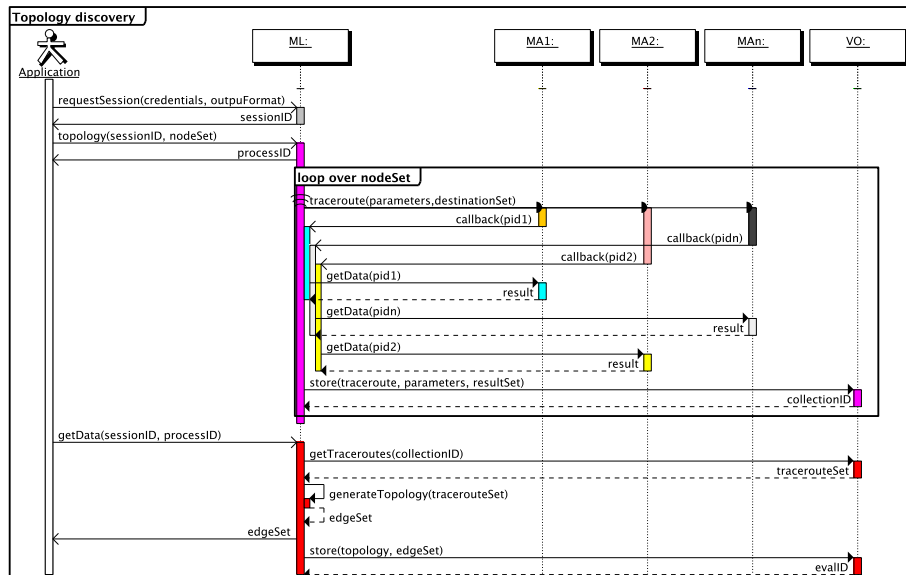 Topology discovery
Application
ML:
MA1:
MA2:
MAn:
VO:
requestSession(credentials, outpuFormat)
sessionID
topology(sessionID, nodeSet)
processID
loop over nodeSet
traceroute(parameters,destinationSet)
callback(pid1)
callback(pidn)
callback(pid2)
getData(pid1)
result
getData(pidn)
result
getData(pid2)
result
store(traceroute, parameters, resultSet)
collectionID
getData(sessionID, processID)
getTraceroutes(collectionID)
tracerouteSet
generateTopology(tracerouteSet)
edgeSet
edgeSet
store(topology, edgeSet)
evalID